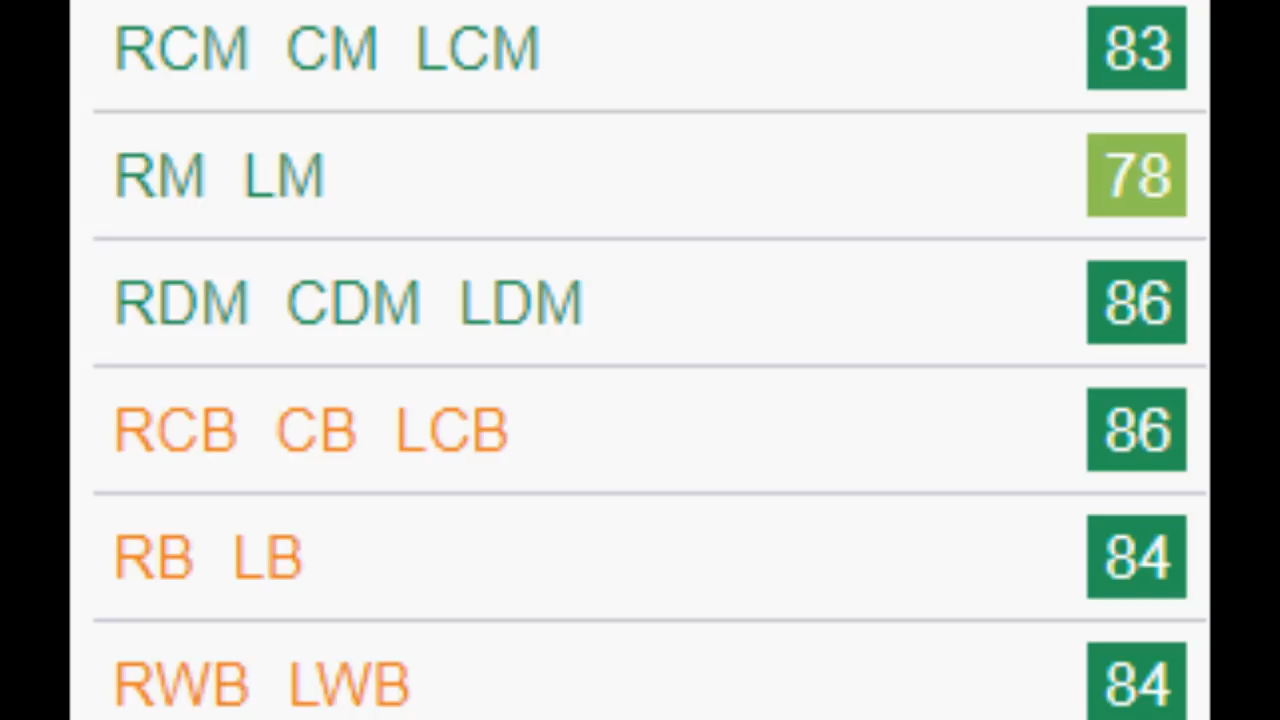 RCM CM LCM 83
RM LM 78
RDM CDM LDM 86
RCB CB LCB 86
RB LB 84
RWB LWB 84